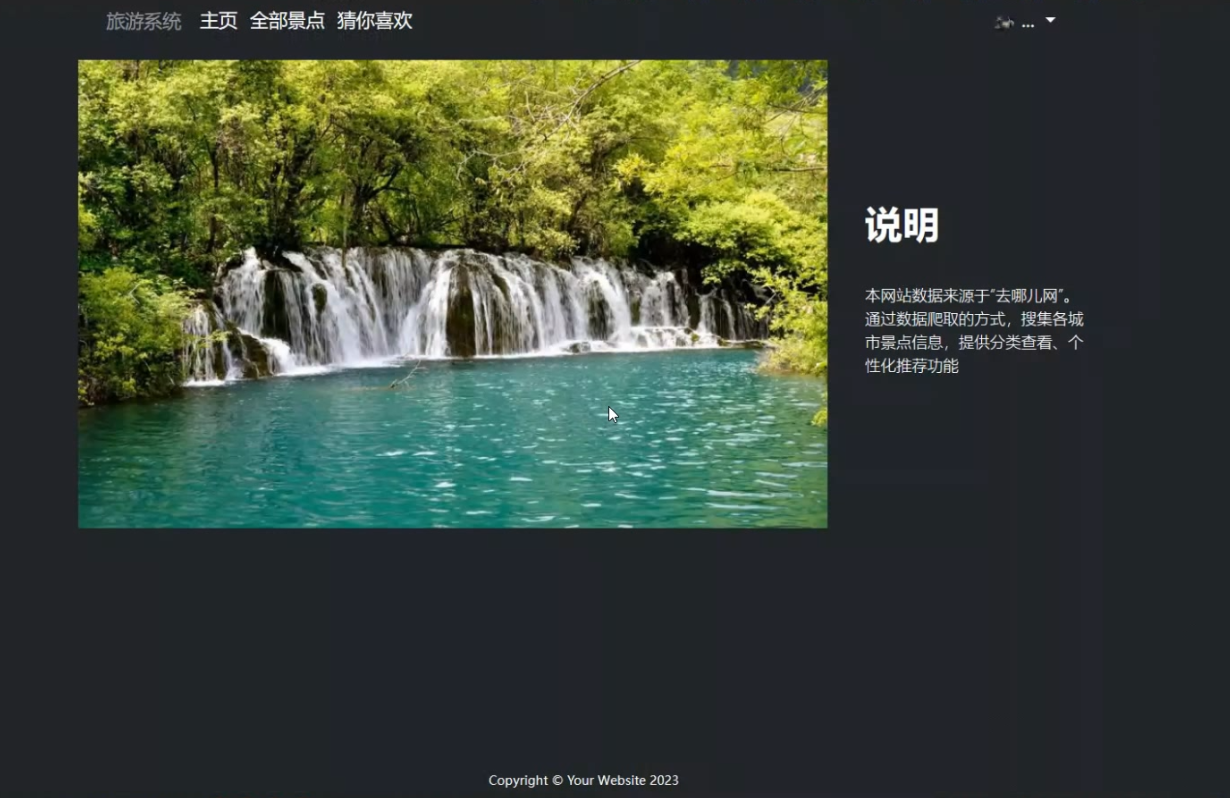 旅游系统 主页 全部景点 猜你喜欢 ...
说明
本网站数据来源于“去哪儿网”。
通过数据爬取的方式，搜集各城
市景点信息，提供分类查看、个
性化推荐功能
Copyright © Your Website 2023